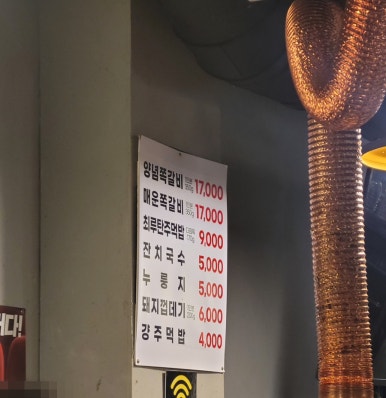 양념쪽갈비 17,000
매운쪽갈비 17,000
최루탄주먹밥 9,000
잔치국수 5,000
누룽지 5,000
돼지껍데기 6,000
강주먹밥 4,000
다!